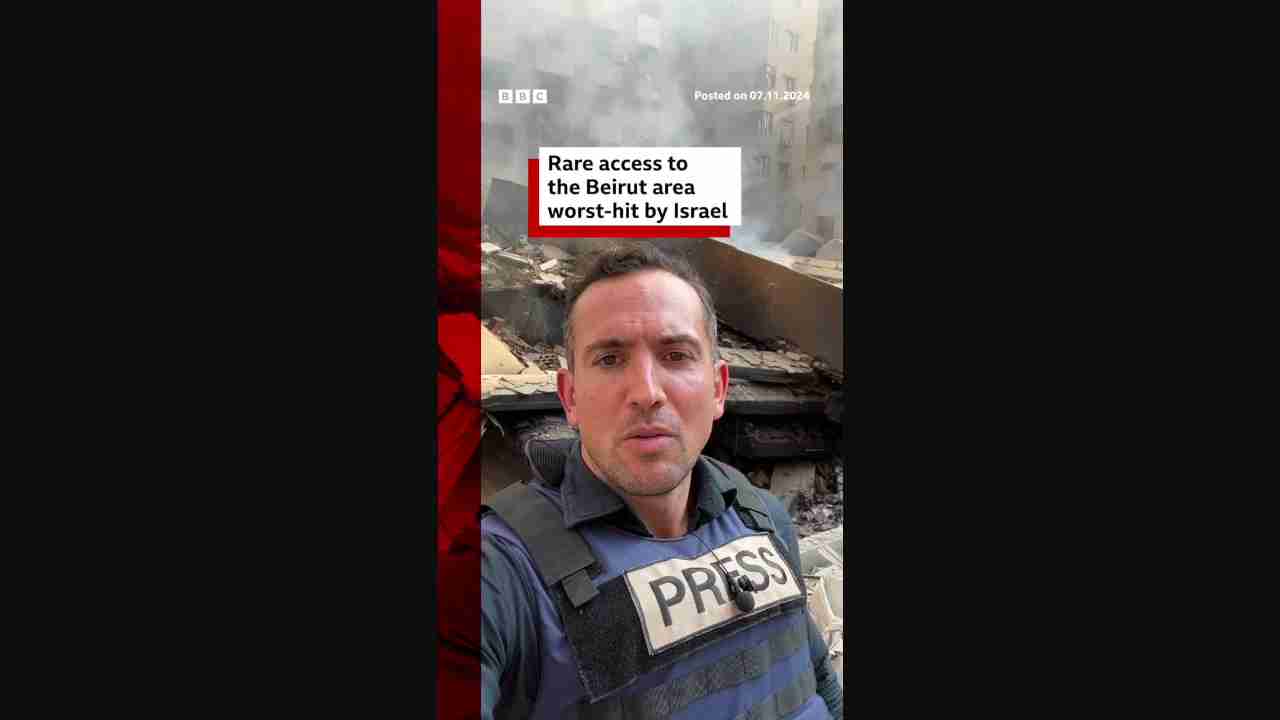 BBC
Posted on 07.11.2024
Rare access to
the Beirut area
worst-hit by Israel
PRESS